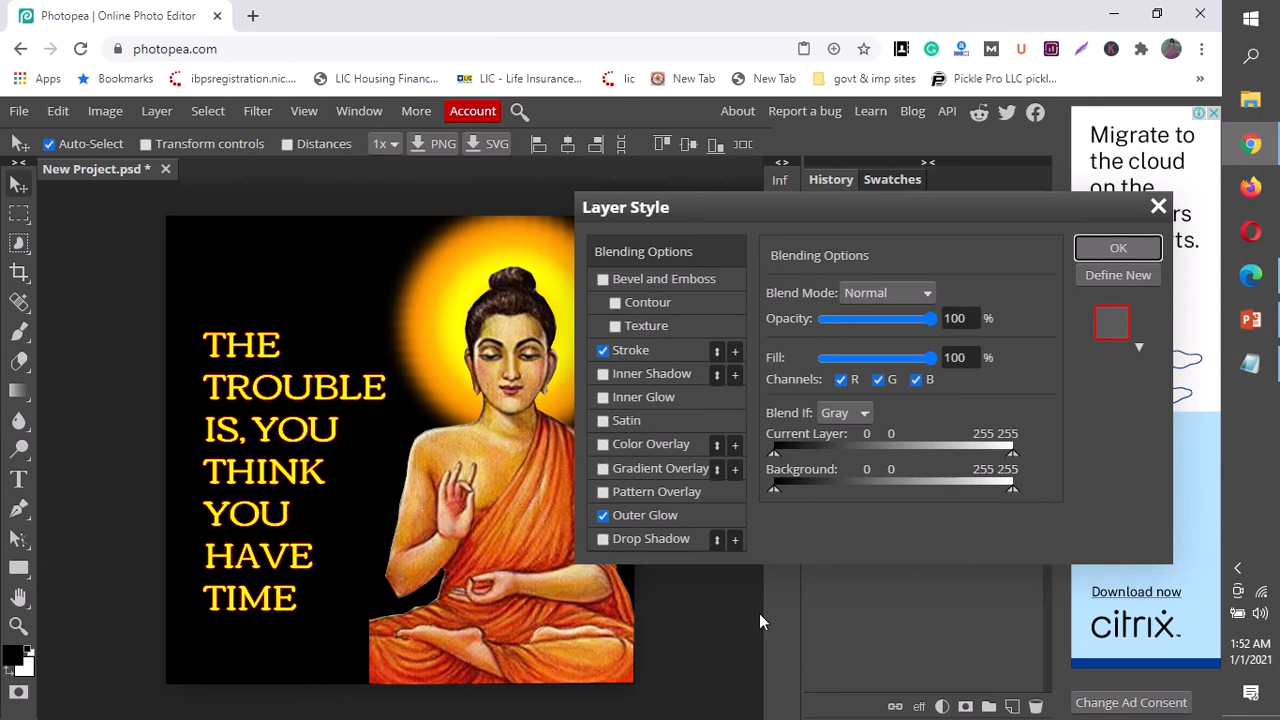 Photopea | Online Photo Editor
photopea.com
Apps Bookmarks ibpsregistration.nic... LIC Housing Financ... LIC - Life Insurance... lic New Tab New Tab govt & imp sites Pickle Pro LLC pickl... »
File Edit Image Layer Select Filter View Window More Account About Report a bug Learn Blog API
Auto-Select Transform controls Distances 1x PNG SVG
New Project.psd *
Inf History Swatches
Layer Style
Blending Options
Bevel and Emboss
Contour
Texture
Stroke
Inner Shadow
Inner Glow
Satin
Color Overlay
Gradient Overlay
Pattern Overlay
Outer Glow
Drop Shadow
Blending Options
Blend Mode: Normal
Opacity: 100 %
Fill: 100 %
Channels: R G B
Blend If: Gray
Current Layer: 0 0 255 255
Background: 0 0 255 255
OK
Define New
THE
TROUBLE
IS, YOU
THINK
YOU
HAVE
TIME
eff
Migrate to
the cloud
on the
Download now
citrix
Change Ad Consent
1:52 AM
1/1/2021